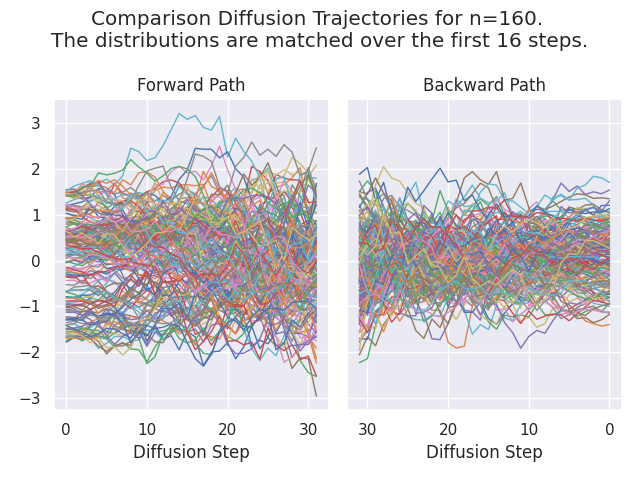 Comparison Diffusion Trajectories for n=160.
The distributions are matched over the first 16 steps.
Forward Path
Backward Path
3
2
1
0
−1
−2
−3
0 10 20 30
30 20 10 0
Diffusion Step
Diffusion Step